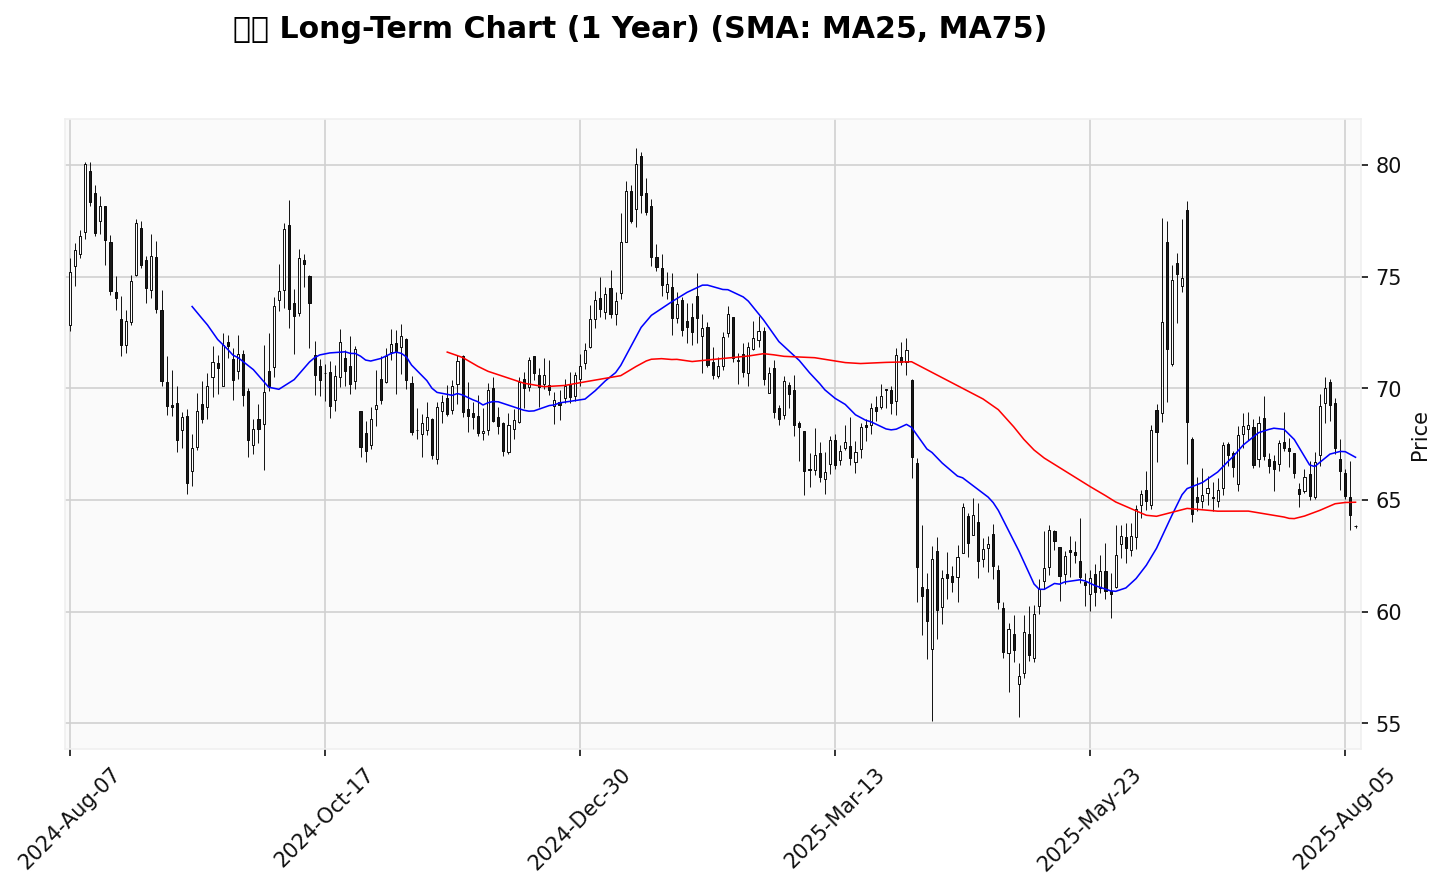 Long-Term Chart (1 Year) (SMA: MA25, MA75)
80
75
70
65
60
55
Price
2024-Aug-07
2024-Oct-17
2024-Dec-30
2025-Mar-13
2025-May-23
2025-Aug-05